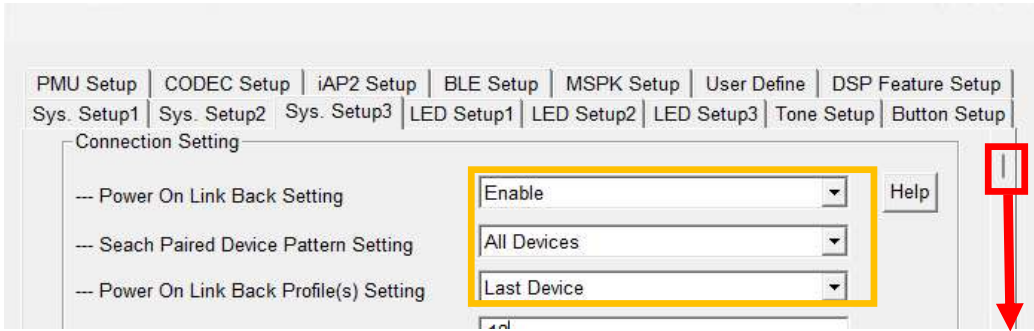 PMU Setup CODEC Setup iAP2 Setup BLE Setup MSPK Setup User Define DSP Feature Setup
Sys. Setup1 Sys. Setup2 Sys. Setup3 LED Setup1 LED Setup2 LED Setup3 Tone Setup Button Setup
Connection Setting
--- Power On Link Back Setting Enable Help
--- Seach Paired Device Pattern Setting All Devices
--- Power On Link Back Profile(s) Setting Last Device